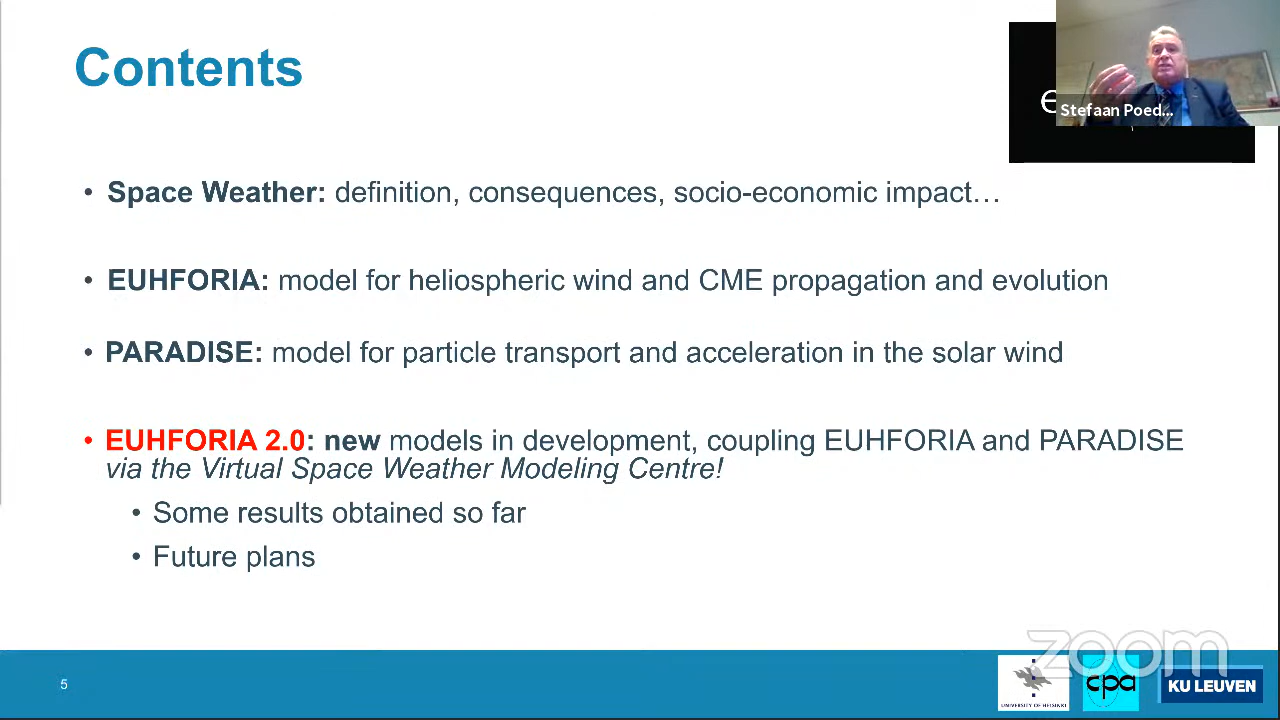 Contents
Stefaan Poed...
• Space Weather: definition, consequences, socio-economic impact…
• EUHFORIA: model for heliospheric wind and CME propagation and evolution
• PARADISE: model for particle transport and acceleration in the solar wind
• EUHFORIA 2.0: new models in development, coupling EUHFORIA and PARADISE
via the Virtual Space Weather Modeling Centre!
• Some results obtained so far
• Future plans
zoom
5
UNIVERSITY OF HELSINKI
cpa
KU LEUVEN